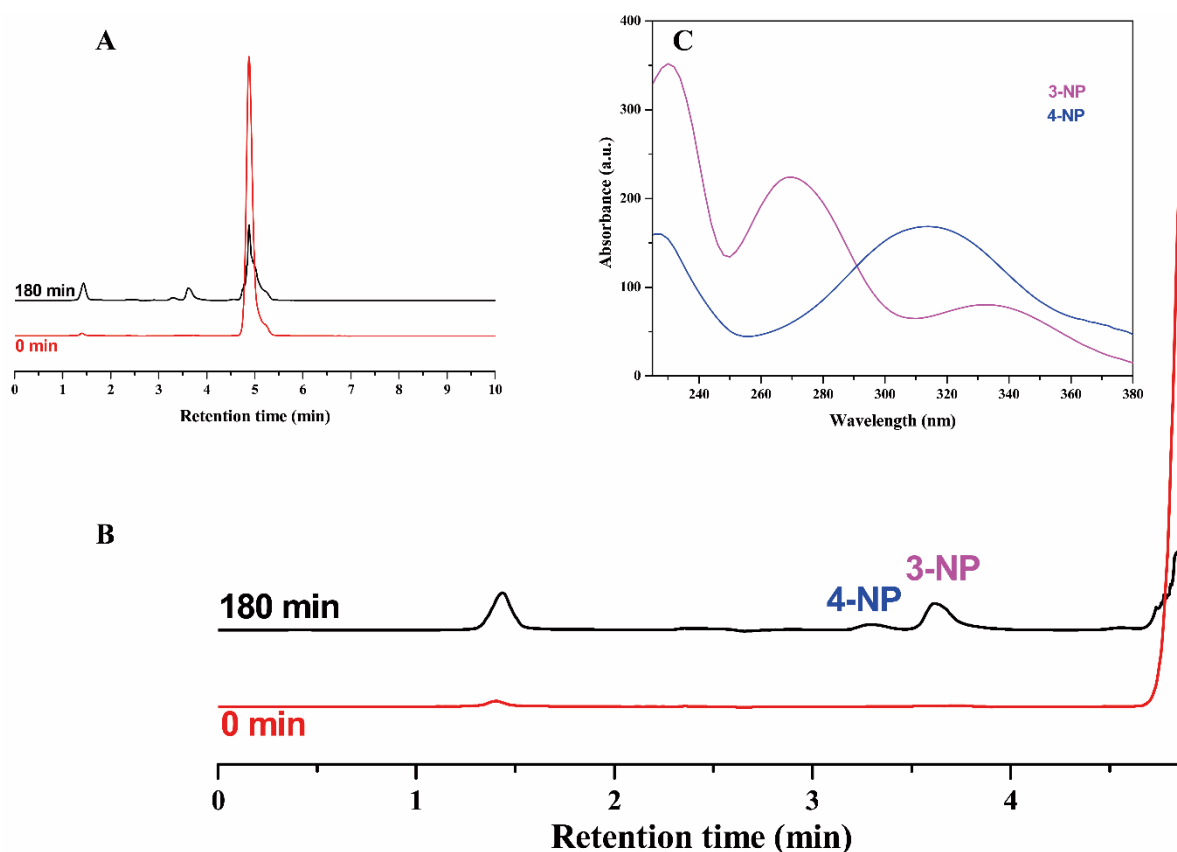 A
180 min
0 min
0 1 2 3 4 5 6 7 8 9 10
Retention time (min)
C
3-NP
4-NP
400
300
200
100
0
Absorbance (a.u.)
240 260 280 300 320 340 360 380
Wavelength (nm)
B
180 min
4-NP
3-NP
0 min
0 1 2 3 4
Retention time (min)